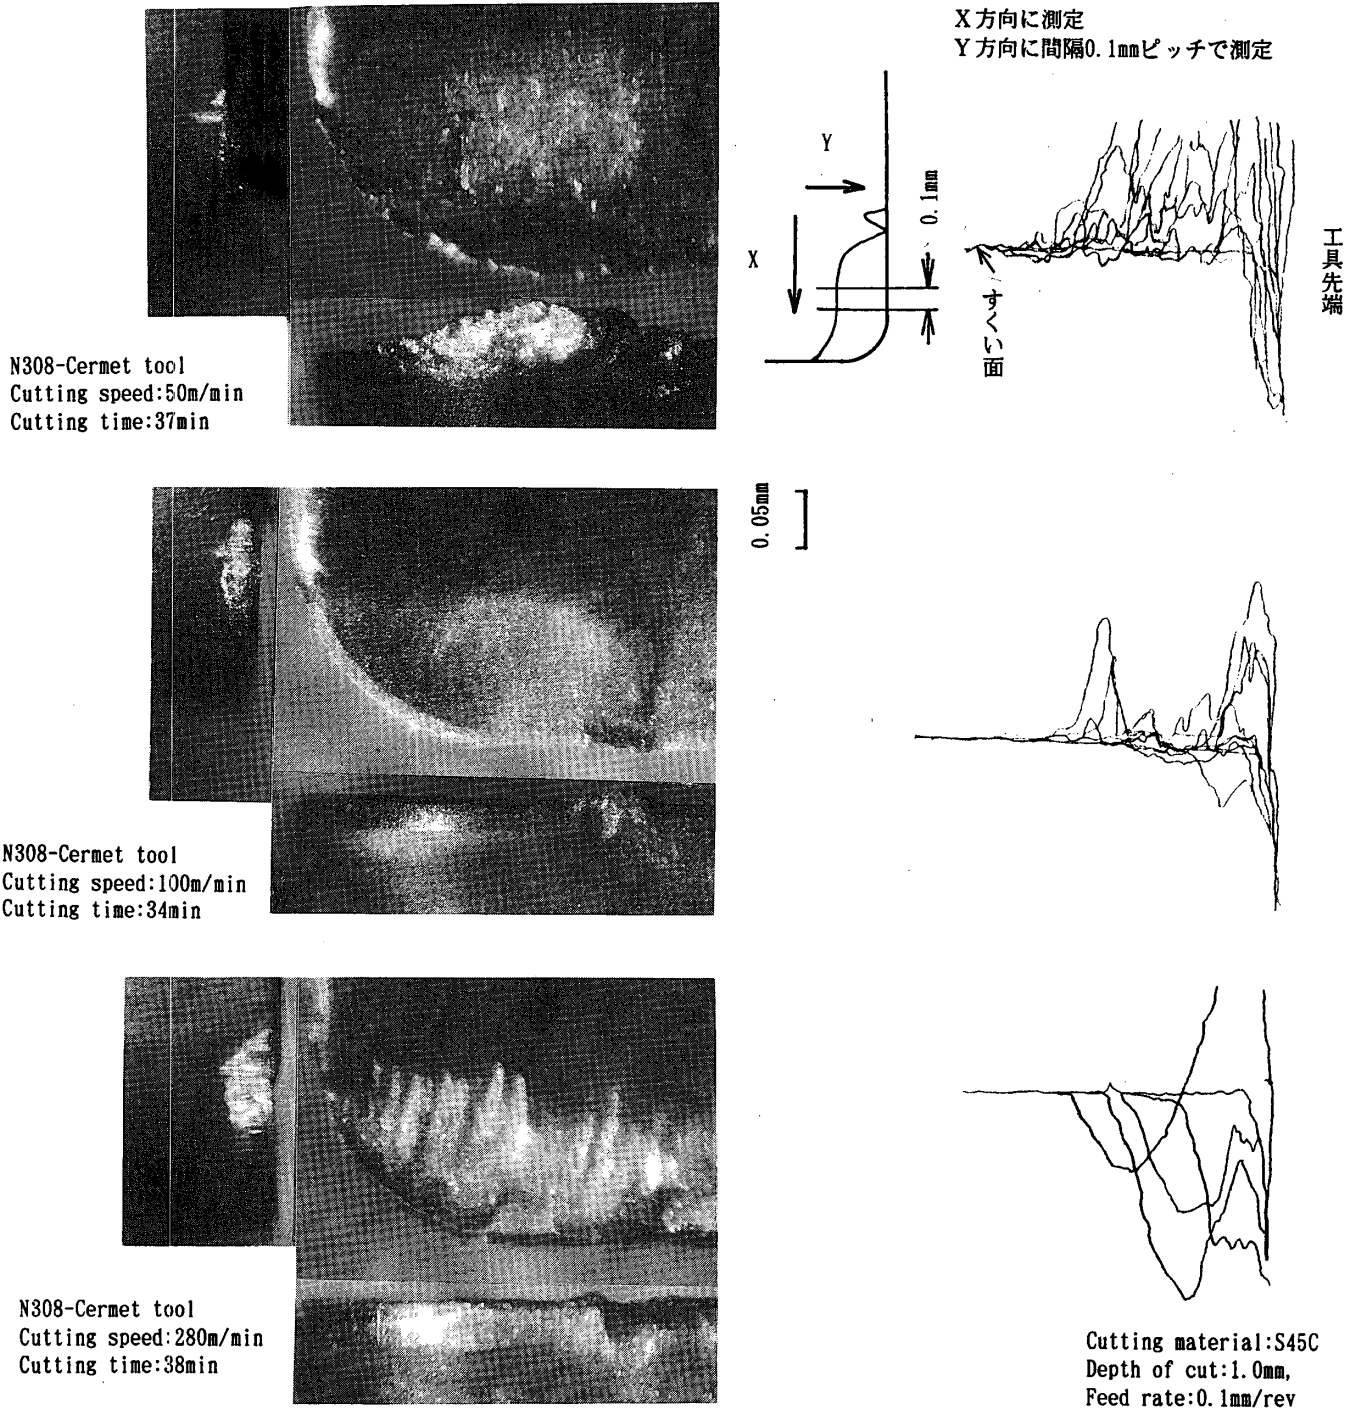 X方向に測定
Y方向に間隔0.1mmピッチで測定
Y
X
0.1mm
すくい面
工具先端
N308-Cermet tool
Cutting speed:50m/min
Cutting time:37min
0.05mm
N308-Cermet tool
Cutting speed:100m/min
Cutting time:34min
N308-Cermet tool
Cutting speed:280m/min
Cutting time:38min
Cutting material:S45C
Depth of cut:1.0mm,
Feed rate:0.1mm/rev